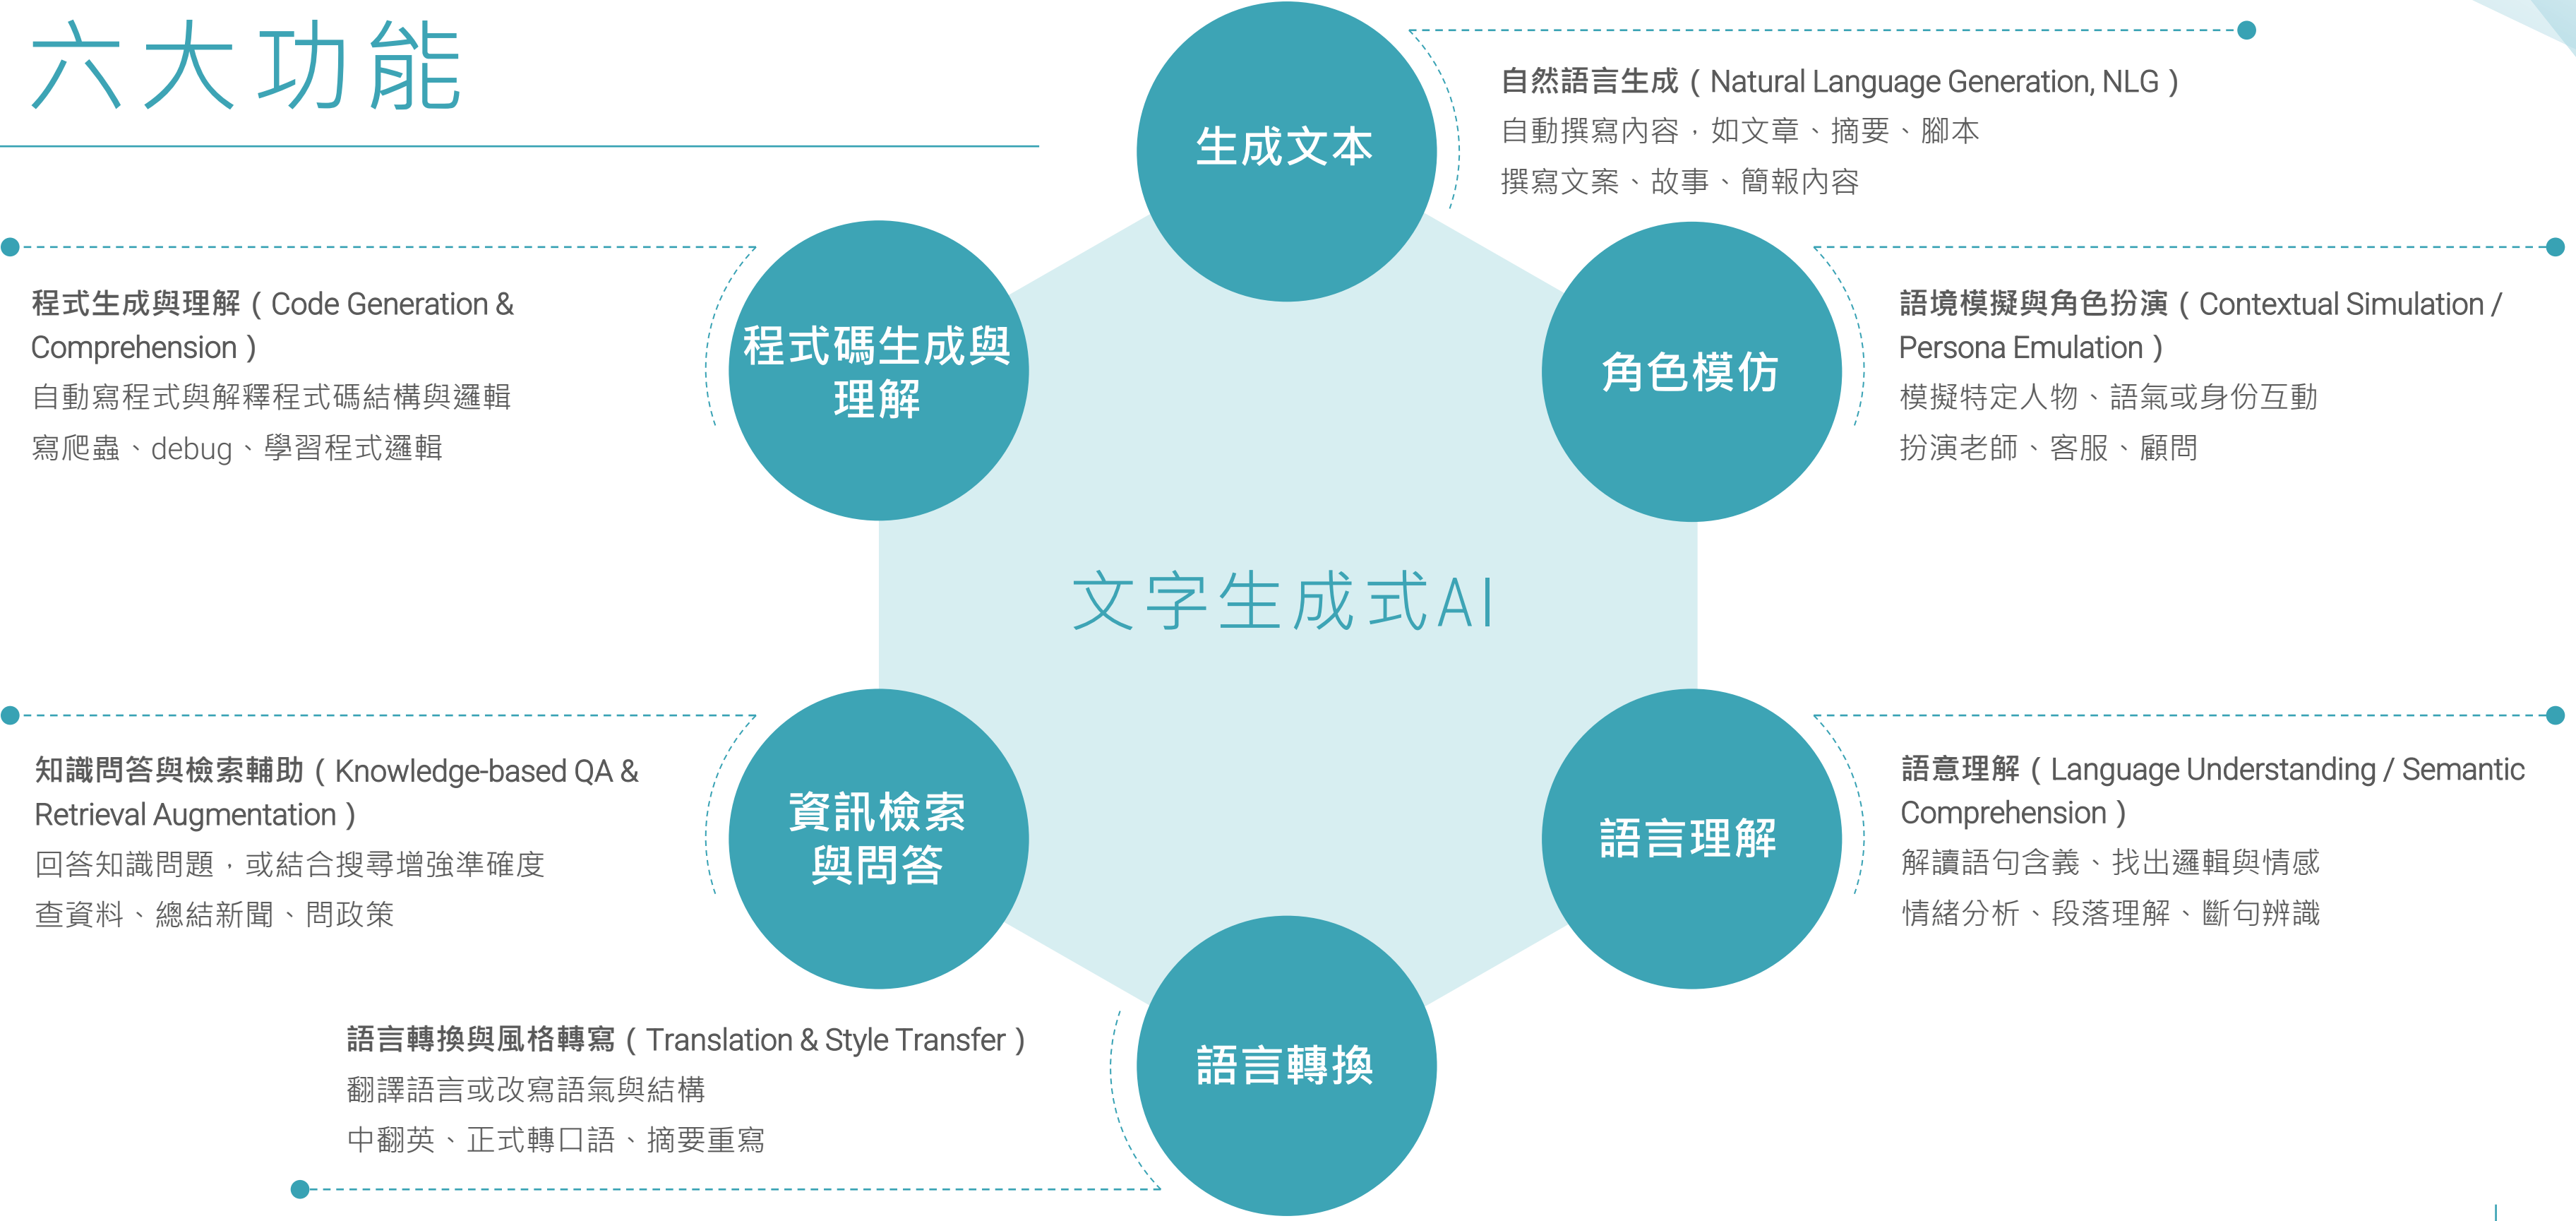 六大功能
生成文本
自然語言生成（Natural Language Generation, NLG）
自動撰寫內容，如文章、摘要、腳本
撰寫文案、故事、簡報內容
角色模仿
語境模擬與角色扮演（Contextual Simulation /
Persona Emulation）
模擬特定人物、語氣或身份互動
扮演老師、客服、顧問
語言理解
語意理解（Language Understanding / Semantic
Comprehension）
解讀語句含義、找出邏輯與情感
情緒分析、段落理解、斷句辨識
語言轉換
語言轉換與風格轉寫（Translation & Style Transfer）
翻譯語言或改寫語氣與結構
中翻英、正式轉口語、摘要重寫
資訊檢索
與問答
知識問答與檢索輔助（Knowledge-based QA &
Retrieval Augmentation）
回答知識問題，或結合搜尋增強準確度
查資料、總結新聞、問政策
程式碼生成與
理解
程式生成與理解（Code Generation &
Comprehension）
自動寫程式與解釋程式碼結構與邏輯
寫爬蟲、debug、學習程式邏輯
文字生成式AI